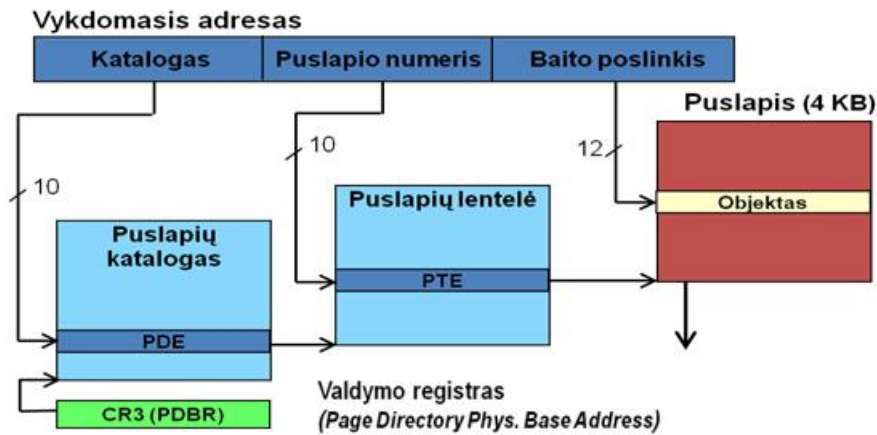 Vykdomasis adresas
Katalogas
Puslapio numeris
Baito poslinkis
Puslapis (4 KB)
10
10
12
Objektas
Puslapių
katalogas
Puslapių lentelė
PTE
PDE
CR3 (PDBR)
Valdymo registras
(Page Directory Phys. Base Address)